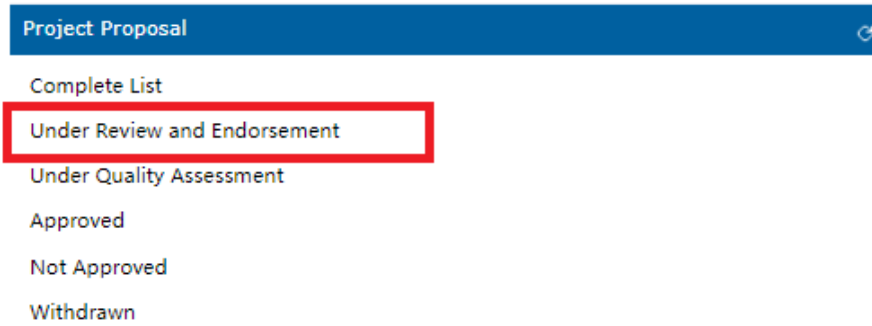 Project Proposal
Complete List
Under Review and Endorsement
Under Quality Assessment
Approved
Not Approved
Withdrawn